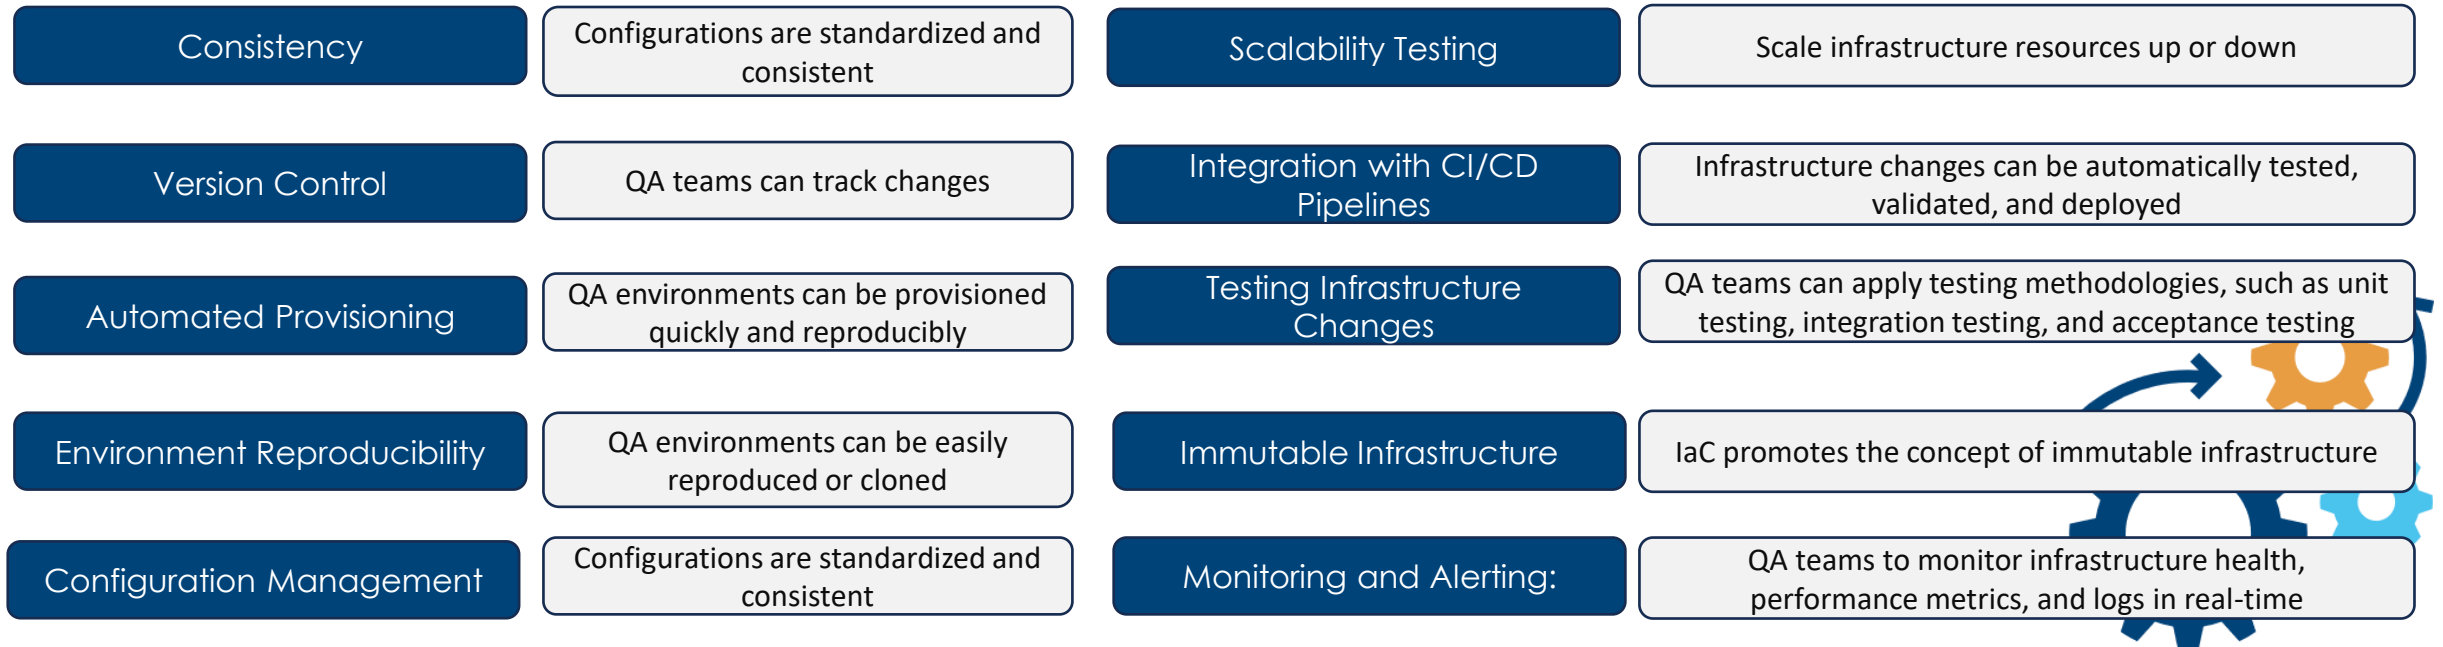 Consistency
Configurations are standardized and
consistent
Version Control
QA teams can track changes
Automated Provisioning
QA environments can be provisioned
quickly and reproducibly
Environment Reproducibility
QA environments can be easily
reproduced or cloned
Configuration Management
Configurations are standardized and
consistent
Scalability Testing
Scale infrastructure resources up or down
Integration with CI/CD
Pipelines
Infrastructure changes can be automatically tested,
validated, and deployed
Testing Infrastructure
Changes
QA teams can apply testing methodologies, such as unit
testing, integration testing, and acceptance testing
Immutable Infrastructure
IaC promotes the concept of immutable infrastructure
Monitoring and Alerting:
QA teams to monitor infrastructure health,
performance metrics, and logs in real-time